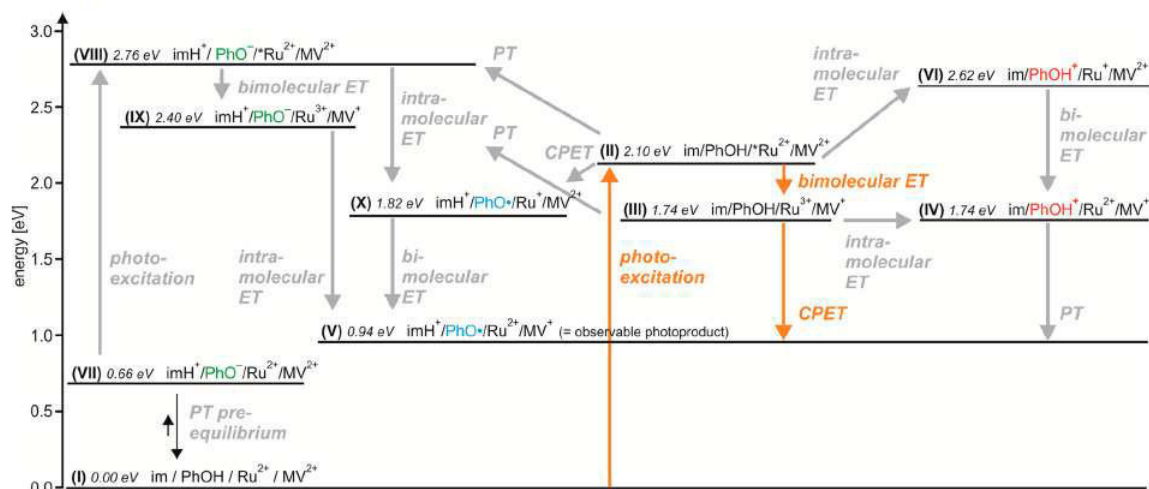 3.0
(VIII) 2.76 eV imH⁺/ PhO⁻/*Ru²⁺/MV²⁺
PT
intra-
molecular
ET
(VI) 2.62 eV im/PhOH⁺/Ru⁺/MV²⁺
bimolecular ET
2.5
(IX) 2.40 eV imH⁺/PhO⁻/Ru³⁺/MV⁺
intra-
molecular
ET
PT
CPET
(II) 2.10 eV im/PhOH/*Ru²⁺/MV²⁺
bi-
molecular
ET
2.0
bimolecular ET
(X) 1.82 eV imH⁺/PhO•/Ru⁺/MV²⁺
(III) 1.74 eV im/PhOH/Ru³⁺/MV⁺
(IV) 1.74 eV im/PhOH⁺/Ru²⁺/MV⁺
energy [eV]
1.5
photo-
excitation
intra-
molecular
ET
bi-
molecular
ET
photo-
excitation
intra-
molecular
ET
CPET
PT
1.0
(V) 0.94 eV imH⁺/PhO•/Ru²⁺/MV⁺ (= observable photoproduct)
(VII) 0.66 eV imH⁺/PhO⁻/Ru²⁺/MV²⁺
0.5
PT pre-
equilibrium
(I) 0.00 eV im / PhOH / Ru²⁺ / MV²⁺
0.0